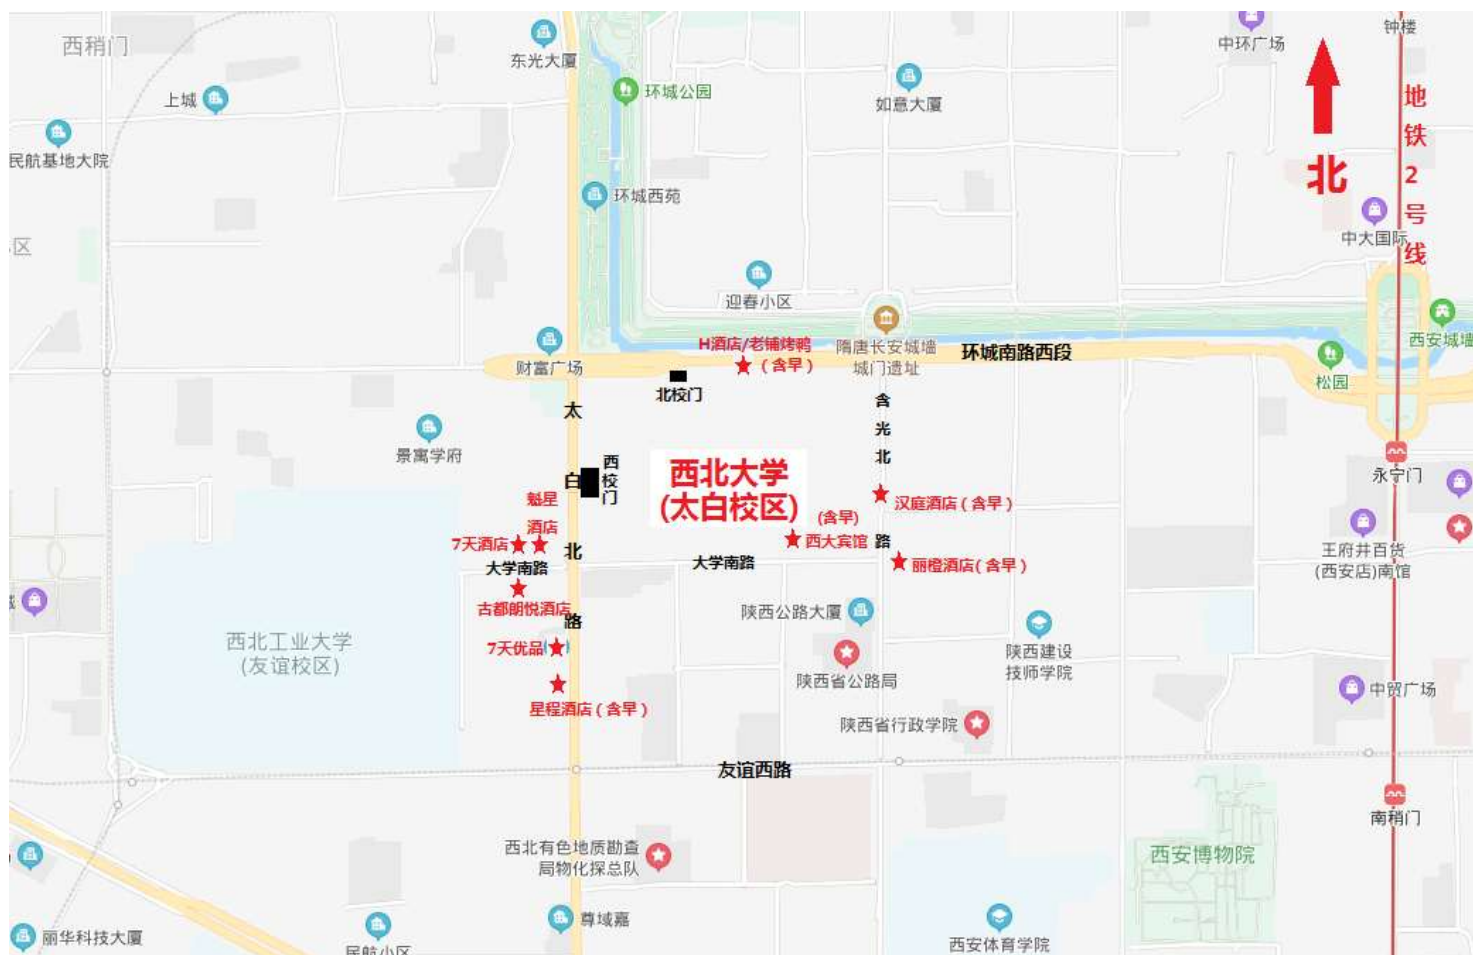 西稍门
东光大厦
中环广场
钟楼
上城
环城公园
如意大厦
地
铁
2
号
线
民航基地大院
北
环城西苑
中大国际
区
迎春小区
财富广场
H酒店/老铺烤鸭
（含早）
隋唐长安城墙
城门遗址
环城南路西段
西安城墙
松园
北校门
太
白
北
路
含
光
北
路
景寓学府
西
校
门
西北大学
(太白校区)
永宁门
魁星
酒店
汉庭酒店（含早）
7天酒店
(含早)
西大宾馆
王府井百货
(西安店)南馆
大学南路
大学南路
丽橙酒店(含早）
古都朗悦酒店
陕西公路大厦
西北工业大学
(友谊校区)
7天优品
陕西建设
技师学院
陕西省公路局
中贸广场
星程酒店（含早）
陕西省行政学院
友谊西路
南稍门
西北有色地质勘查
局物化探总队
西安博物院
尊域嘉
丽华科技大厦
民航小区
西安体育学院